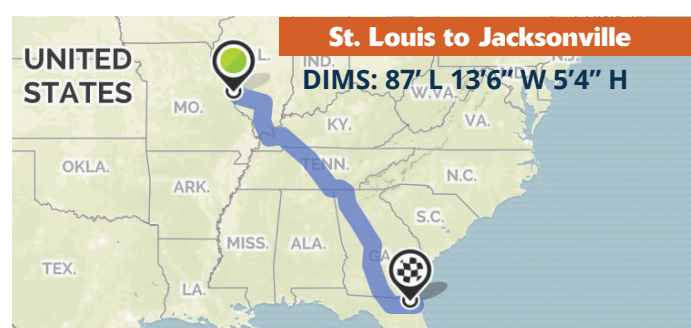 St. Louis to Jacksonville
UNITED
STATES
L.
IND.
N.J.
DIMS: 87’ L 13’6” W 5’4” H
MD.
W.VA.
MO.
KY.
VA.
OKLA.
TENN.
ARK.
N.C.
S.C.
MISS.
ALA.
GA.
TEX.
LA.